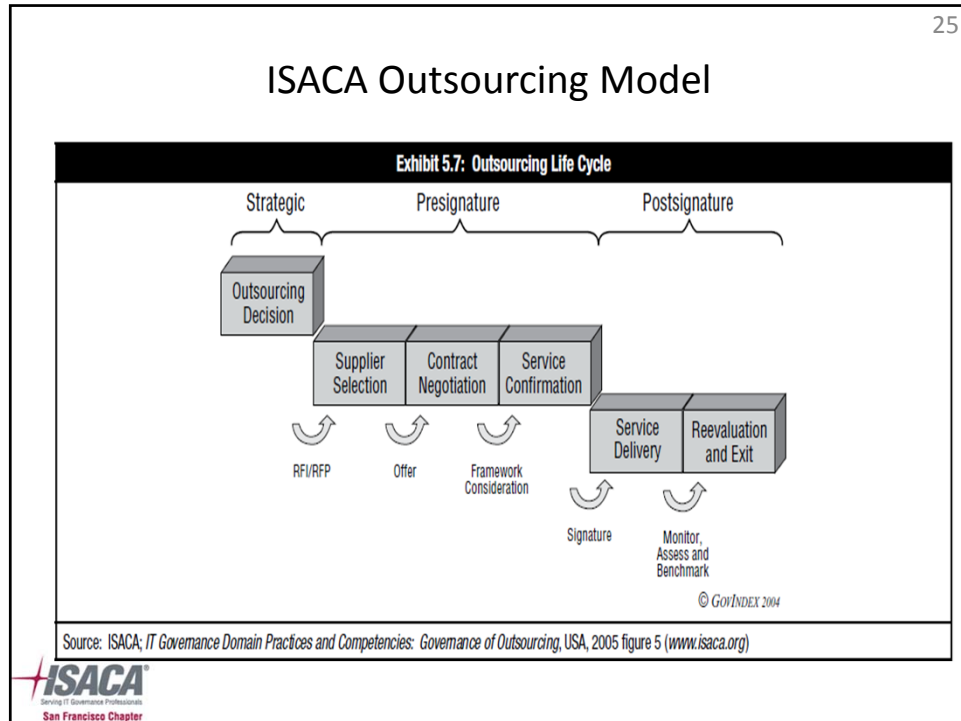 25
ISACA Outsourcing Model
Exhibit 5.7: Outsourcing Life Cycle
Strategic
Presignature
Postsignature
Outsourcing
Decision
Supplier
Selection
Contract
Negotiation
Service
Confirmation
Service
Delivery
Reevaluation
and Exit
RFI/RFP
Offer
Framework
Consideration
Signature
Monitor,
Assess and
Benchmark
© GOVINDEX 2004
Source: ISACA; IT Governance Domain Practices and Competencies: Governance of Outsourcing, USA, 2005 figure 5 (www.isaca.org)
ISACA®
Serving IT Governance Professionals
San Francisco Chapter